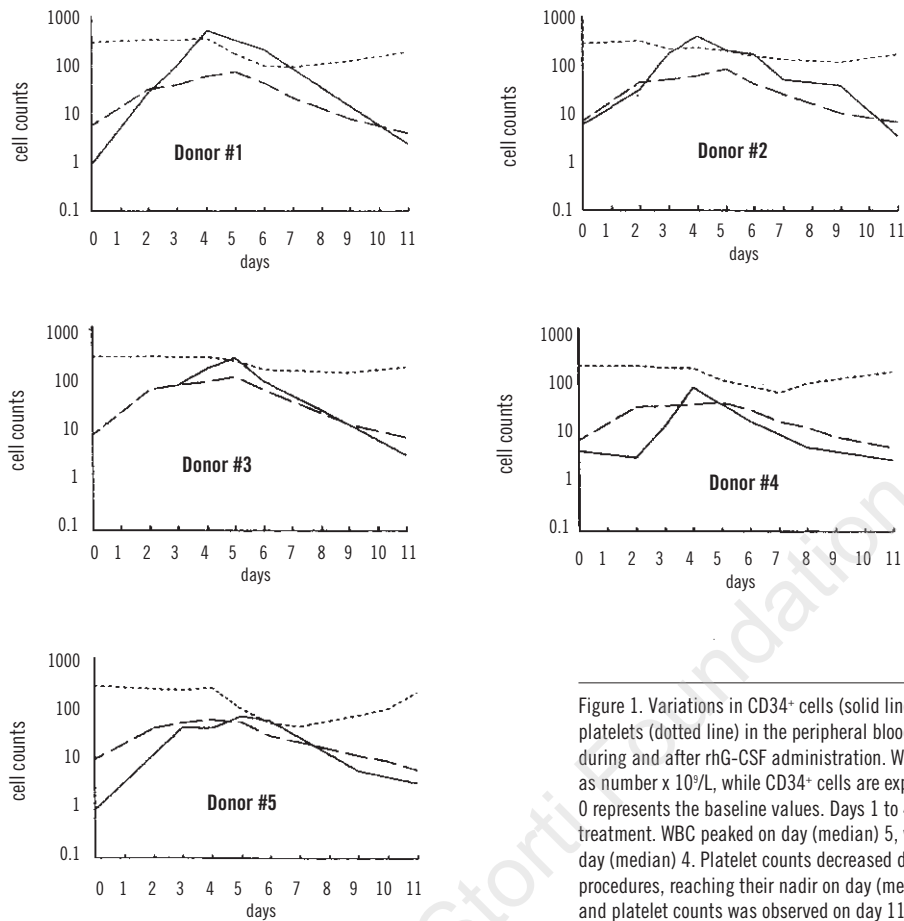 1000
100
10
1
0.1
cell counts
Donor #1
0 1 2 3 4 5 6 7 8 9 10 11
days
1000
100
10
1
0.1
cell counts
Donor #2
0 1 2 3 4 5 6 7 8 9 10 11
days
1000
100
10
1
0.1
cell counts
Donor #3
0 1 2 3 4 5 6 7 8 9 10 11
days
1000
100
10
1
0.1
cell counts
Donor #4
0 1 2 3 4 5 6 7 8 9 10 11
days
1000
100
10
1
0.1
cell counts
Donor #5
0 1 2 3 4 5 6 7 8 9 10 11
days
Figure 1. Variations in CD34⁺ cells (solid lin
platelets (dotted line) in the peripheral blood
during and after rhG-CSF administration. W
as number x 10⁹/L, while CD34⁺ cells are exp
0 represents the baseline values. Days 1 to
treatment. WBC peaked on day (median) 5,
day (median) 4. Platelet counts decreased d
procedures, reaching their nadir on day (me
and platelet counts was observed on day 11
Storti Foundation